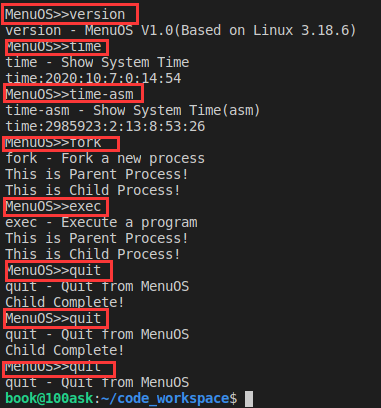 MenuOS>>version
version - MenuOS V1.0(Based on Linux 3.18.6)
MenuOS>>time
time - Show System Time
time:2020:10:7:0:14:54
MenuOS>>time-asm
time-asm - Show System Time(asm)
time:2985923:2:13:8:53:26
MenuOS>>fork
fork - Fork a new process
This is Parent Process!
This is Child Process!
MenuOS>>exec
exec - Execute a program
This is Parent Process!
This is Child Process!
MenuOS>>quit
quit - Quit from MenuOS
Child Complete!
MenuOS>>quit
quit - Quit from MenuOS
Child Complete!
MenuOS>>quit
quit - Quit from MenuOS
book@100ask:~/code_workspace$